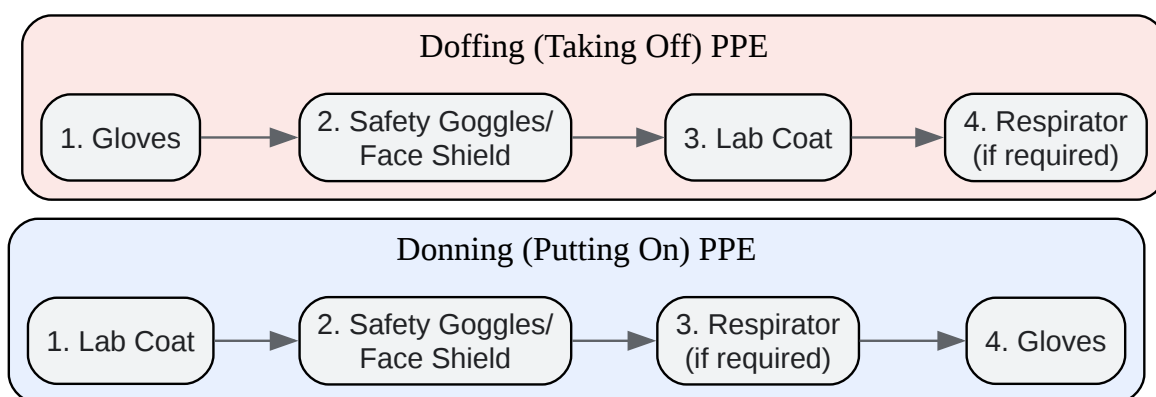 Doffing (Taking Off) PPE
1. Gloves
2. Safety Goggles/
Face Shield
3. Lab Coat
4. Respirator
(if required)
Donning (Putting On) PPE
1. Lab Coat
2. Safety Goggles/
Face Shield
3. Respirator
(if required)
4. Gloves